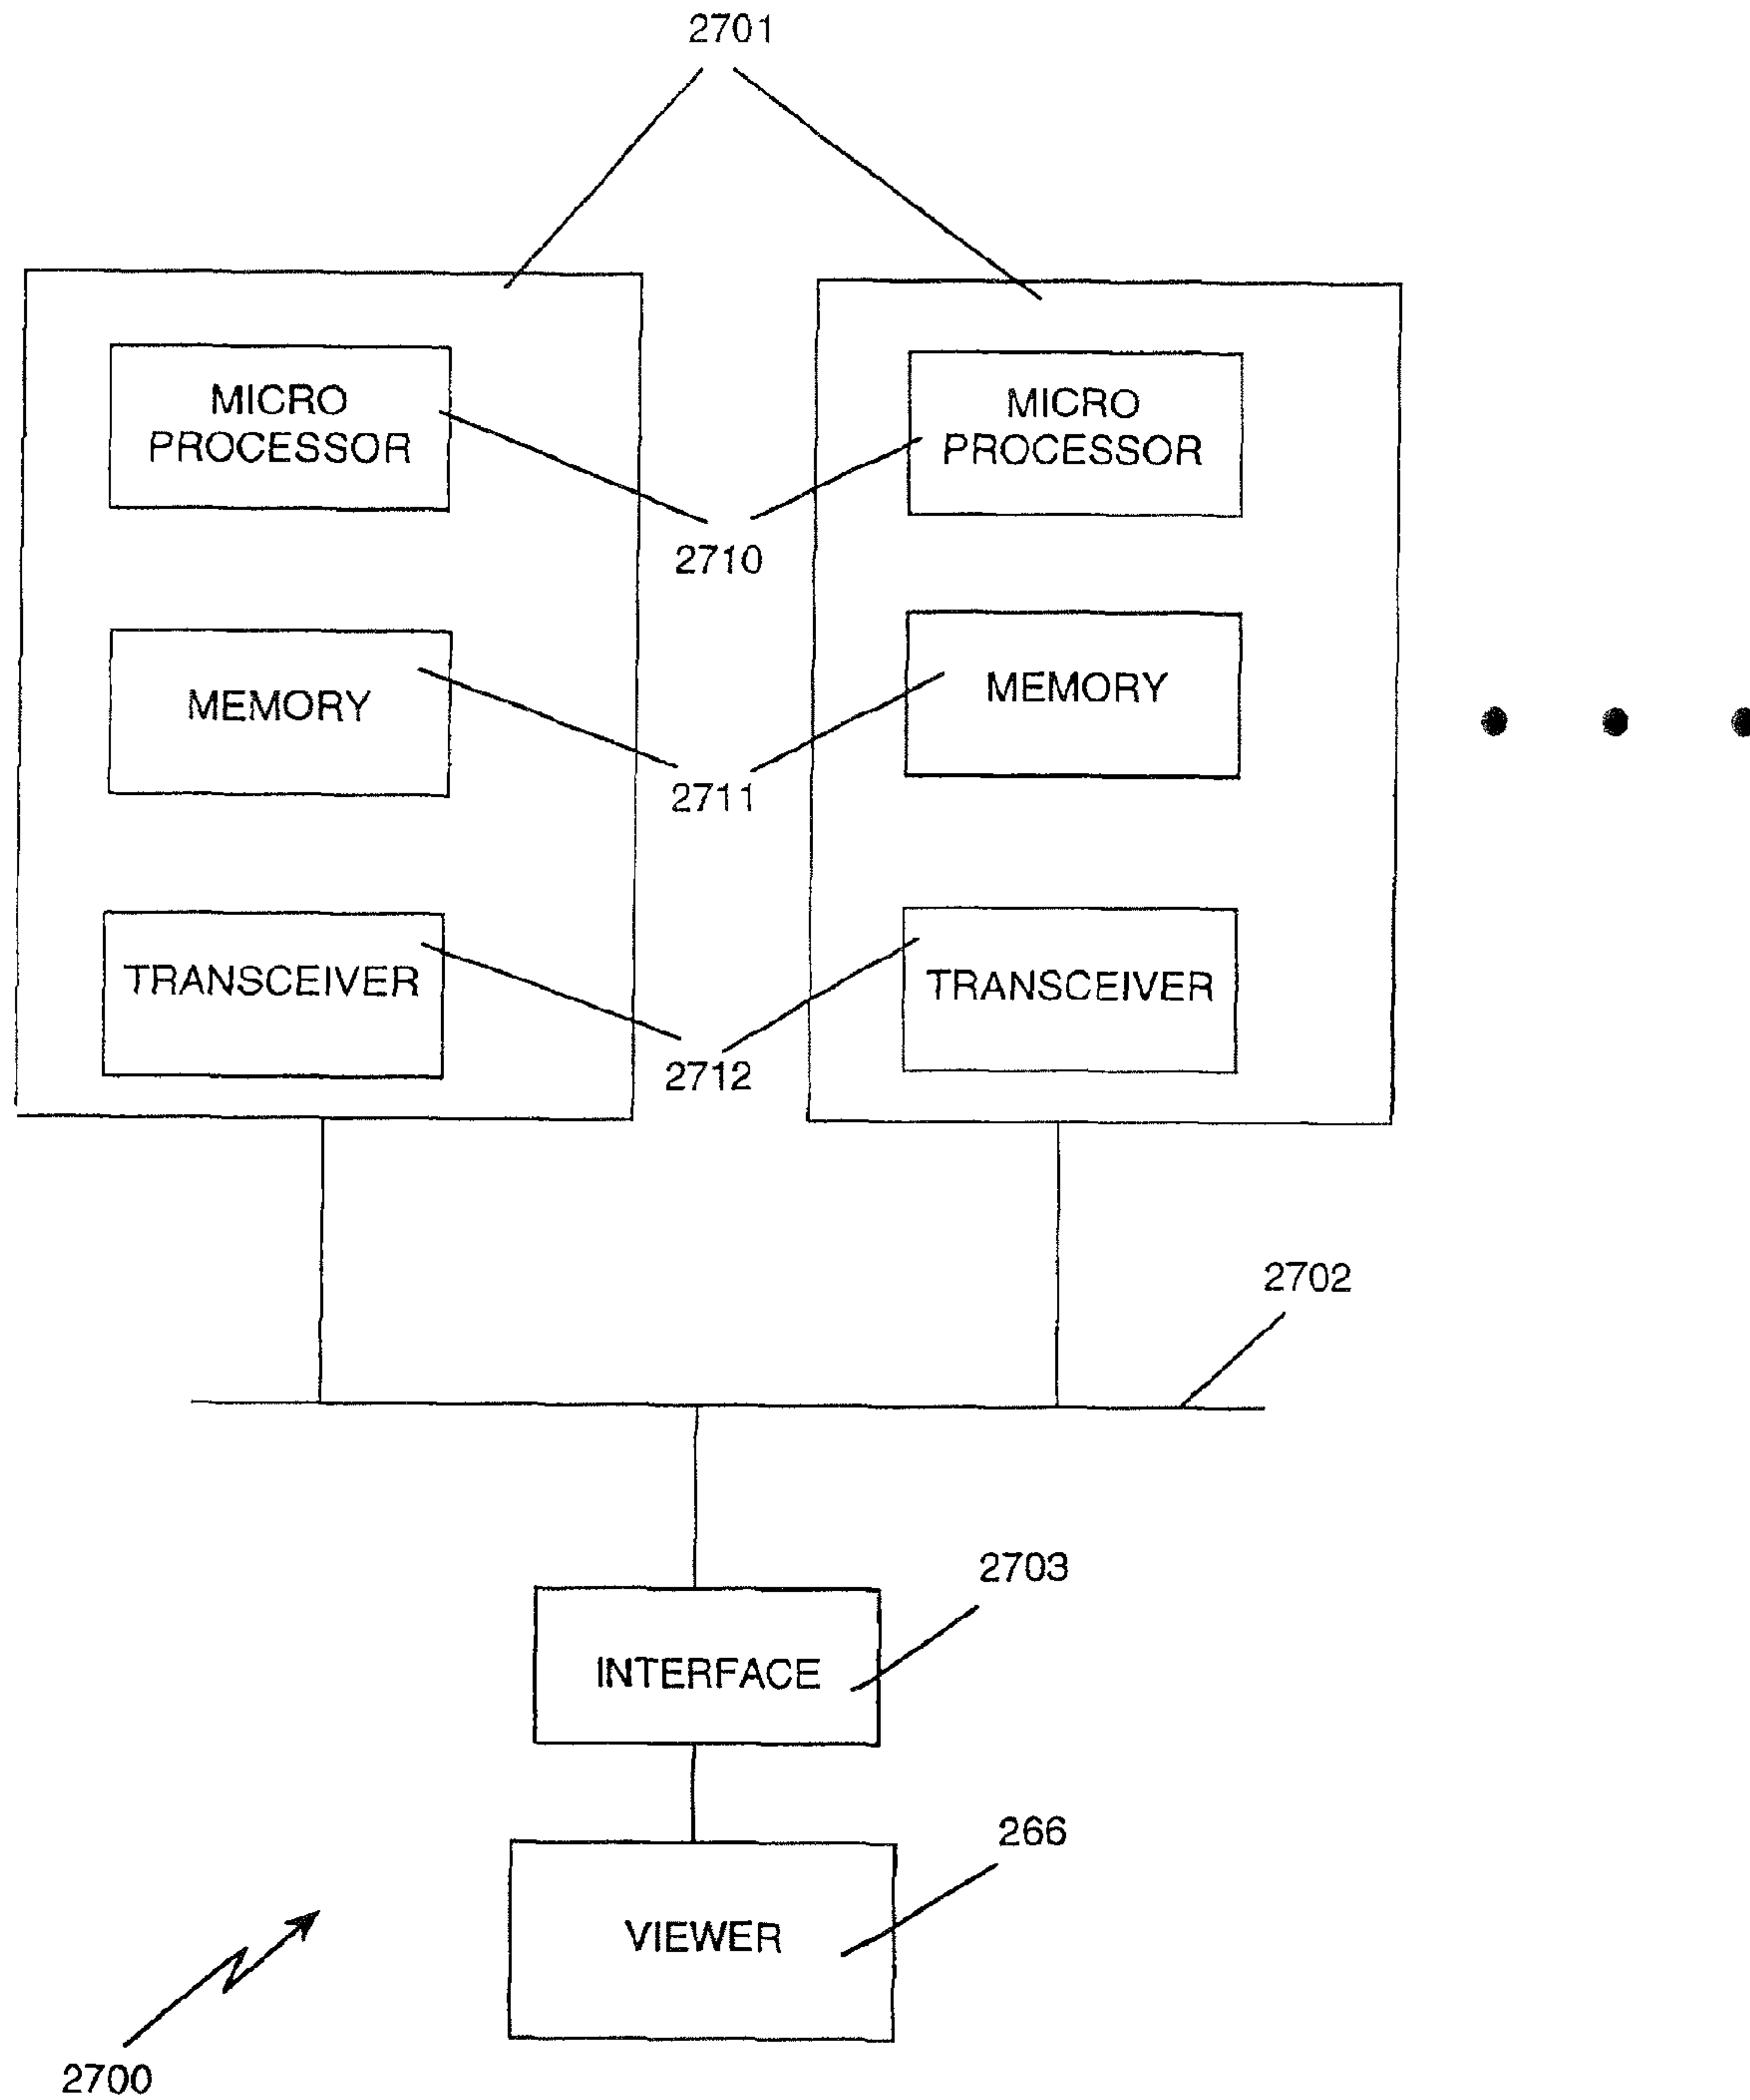 2701
MICRO
PROCESSOR
MICRO
PROCESSOR
2710
MEMORY
MEMORY
2711
TRANSCEIVER
TRANSCEIVER
2712
2702
2703
INTERFACE
266
VIEWER
2700